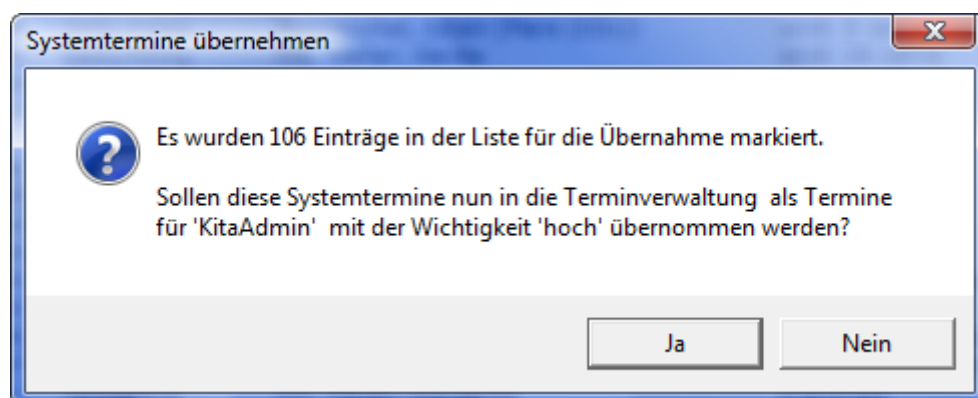 Systemtermine übernehmen
Es wurden 106 Einträge in der Liste für die Übernahme markiert.
Sollen diese Systemtermine nun in die Terminverwaltung  als Termine
für 'KitaAdmin'  mit der Wichtigkeit 'hoch' übernommen werden?
Ja
Nein